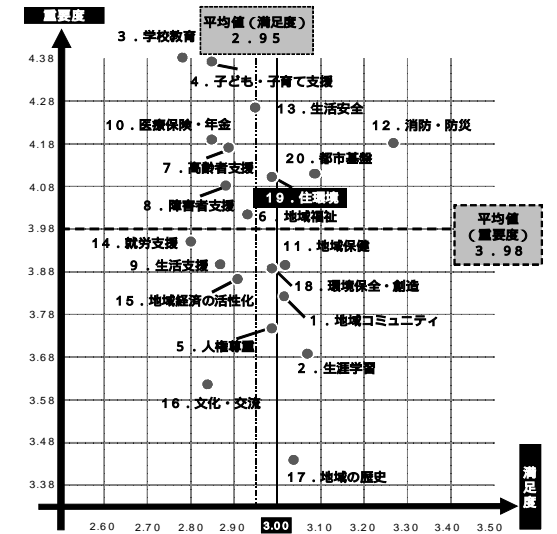 重要度
平均値（満足度）
２.９５
３．学校教育
4.38
４．子ども・子育て支援
4.28
１３．生活安全
１０．医療保険・年金
１２．消防・防災
4.18
２０．都市基盤
７．高齢者支援
4.08
１９．住環境
８．障害者支援
６．地域福祉
平均値
（重要度）
３.９８
3.98
１４．就労支援
１１．地域保健
９．生活支援
3.88
１８．環境保全・創造
１５．地域経済の活性化
3.78
１．地域コミュニティ
５．人権尊重
3.68
２．生涯学習
3.58
１６．文化・交流
3.48
１７．地域の歴史
3.38
満足度
2.60 2.70 2.80 2.90 3.00 3.10 3.20 3.30 3.40 3.50